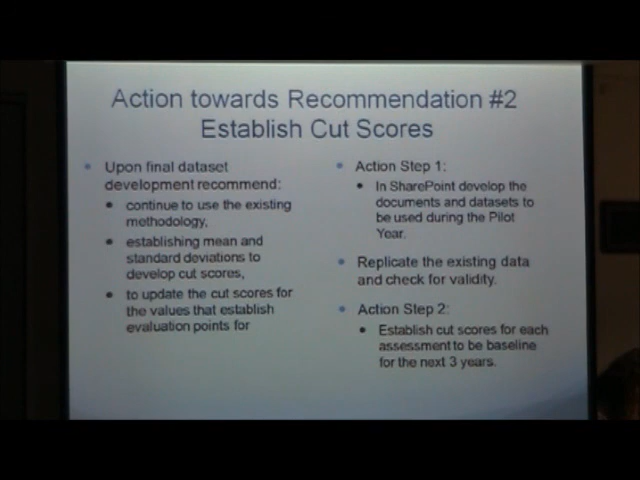 Action towards Recommendation #2
Establish Cut Scores
Upon final dataset
development recommend:
continue to use the existing
methodology,
establishing mean and
standard deviations to
develop cut scores,
to update the cut scores for
the values that establish
evaluation points for
Action Step 1:
In SharePoint develop the
documents and datasets to
be used during the Pilot
Year.
Replicate the existing data
and check for validity.
Action Step 2:
Establish cut scores for each
assessment to be baseline
for the next 3 years.